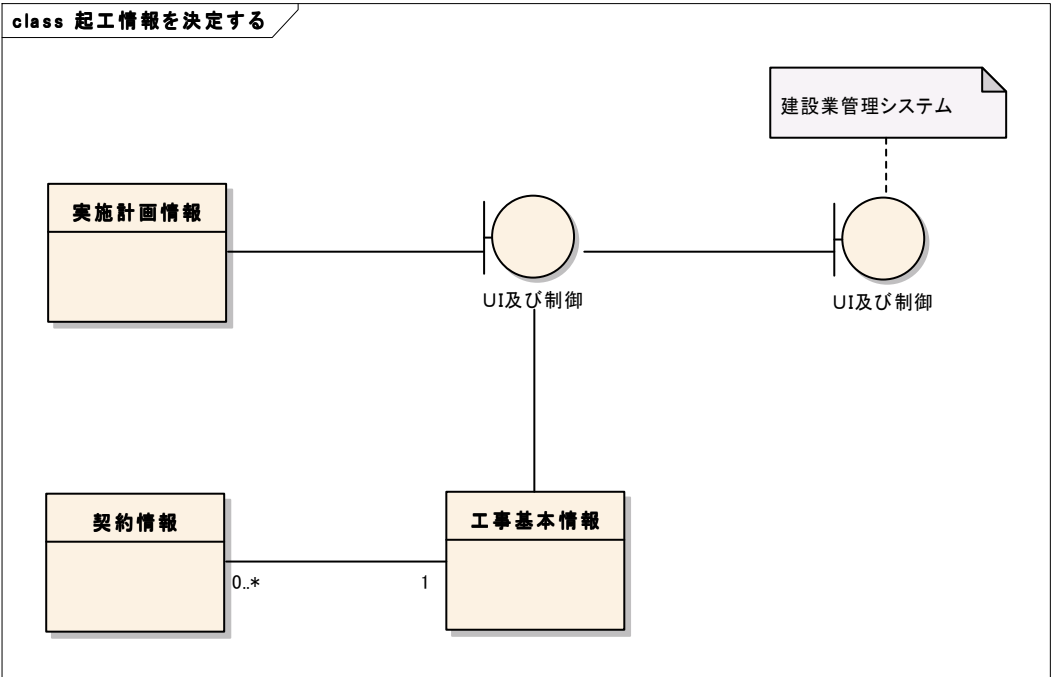 class 起工情報を決定する
建設業管理システム
実施計画情報
UI及び制御
UI及び制御
契約情報
工事基本情報
0..*
1